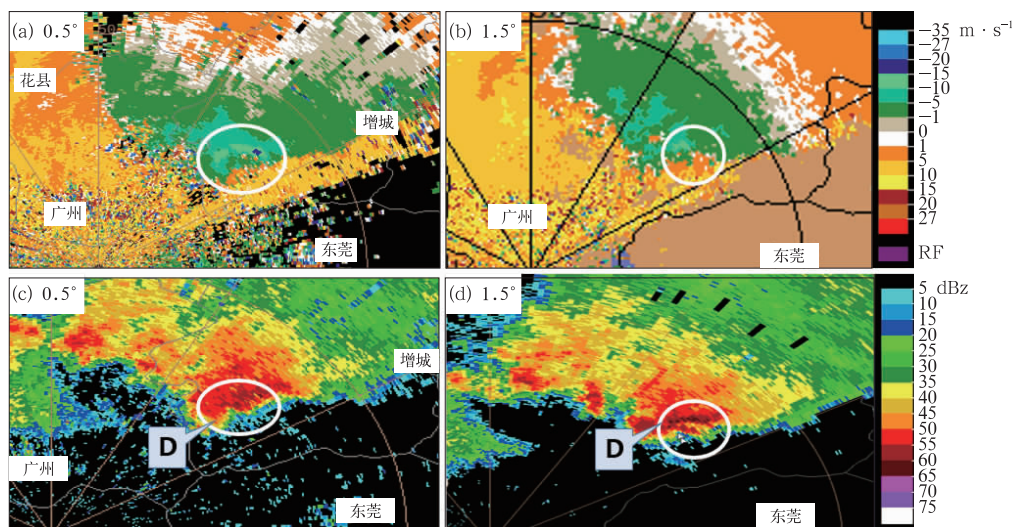 (a) 0.5°
花县
增城
广州
东莞
(b) 1.5°
广州
东莞
m · s⁻¹
−35
−27
−20
−15
−10
−5
−1
0
1
5
10
15
20
27
RF
(c) 0.5°
增城
D
广州
东莞
(d) 1.5°
D
东莞
dBz
5
10
15
20
25
30
35
40
45
50
55
60
65
70
75